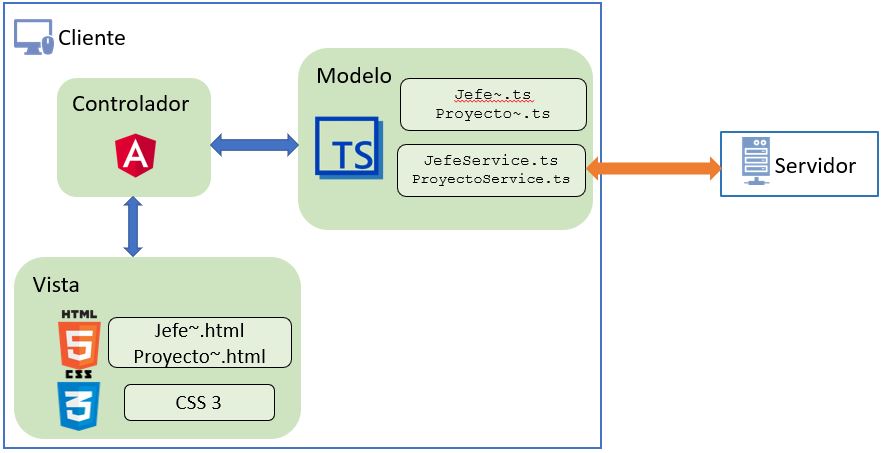 Cliente
Controlador
Modelo
Jefe~.ts
Proyecto~.ts
TS
JefeService.ts
ProyectoService.ts
Servidor
Vista
HTML
5
Jefe~.html
Proyecto~.html
CSS
3
CSS 3